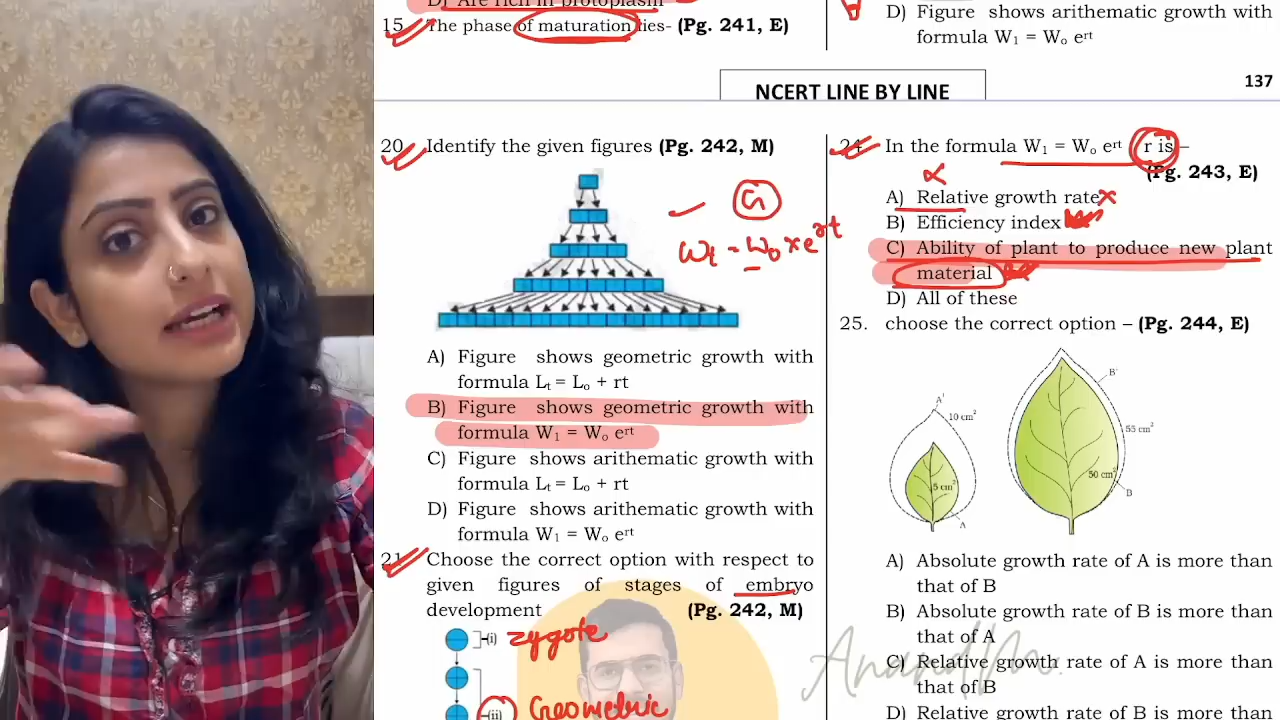 D) Are rich in protoplasm
15. The phase of maturation lies- (Pg. 241, E)
D) Figure shows arithematic growth with
formula W1 = Wo ert
137
NCERT LINE BY LINE
20. Identify the given figures (Pg. 242, M)
G
Wt = Wo × ert
A) Figure shows geometric growth with
formula Lt = Lo + rt
B) Figure shows geometric growth with
formula W1 = Wo ert
C) Figure shows arithematic growth with
formula Lt = Lo + rt
D) Figure shows arithematic growth with
formula W1 = Wo ert
21. Choose the correct option with respect to
given figures of stages of embryo
development (Pg. 242, M)
(i) zygote
(ii) Geometric
24. In the formula W1 = Wo ert r is –
(Pg. 243, E)
α
A) Relative growth rate x
B) Efficiency index
C) Ability of plant to produce new plant
material
D) All of these
25. choose the correct option – (Pg. 244, E)
A'
10 cm2
5 cm2
A
B'
55 cm2
50 cm2
B
A) Absolute growth rate of A is more than
that of B
B) Absolute growth rate of B is more than
that of A
C) Relative growth rate of A is more than
that of B
D) Relative growth rate of B is more than